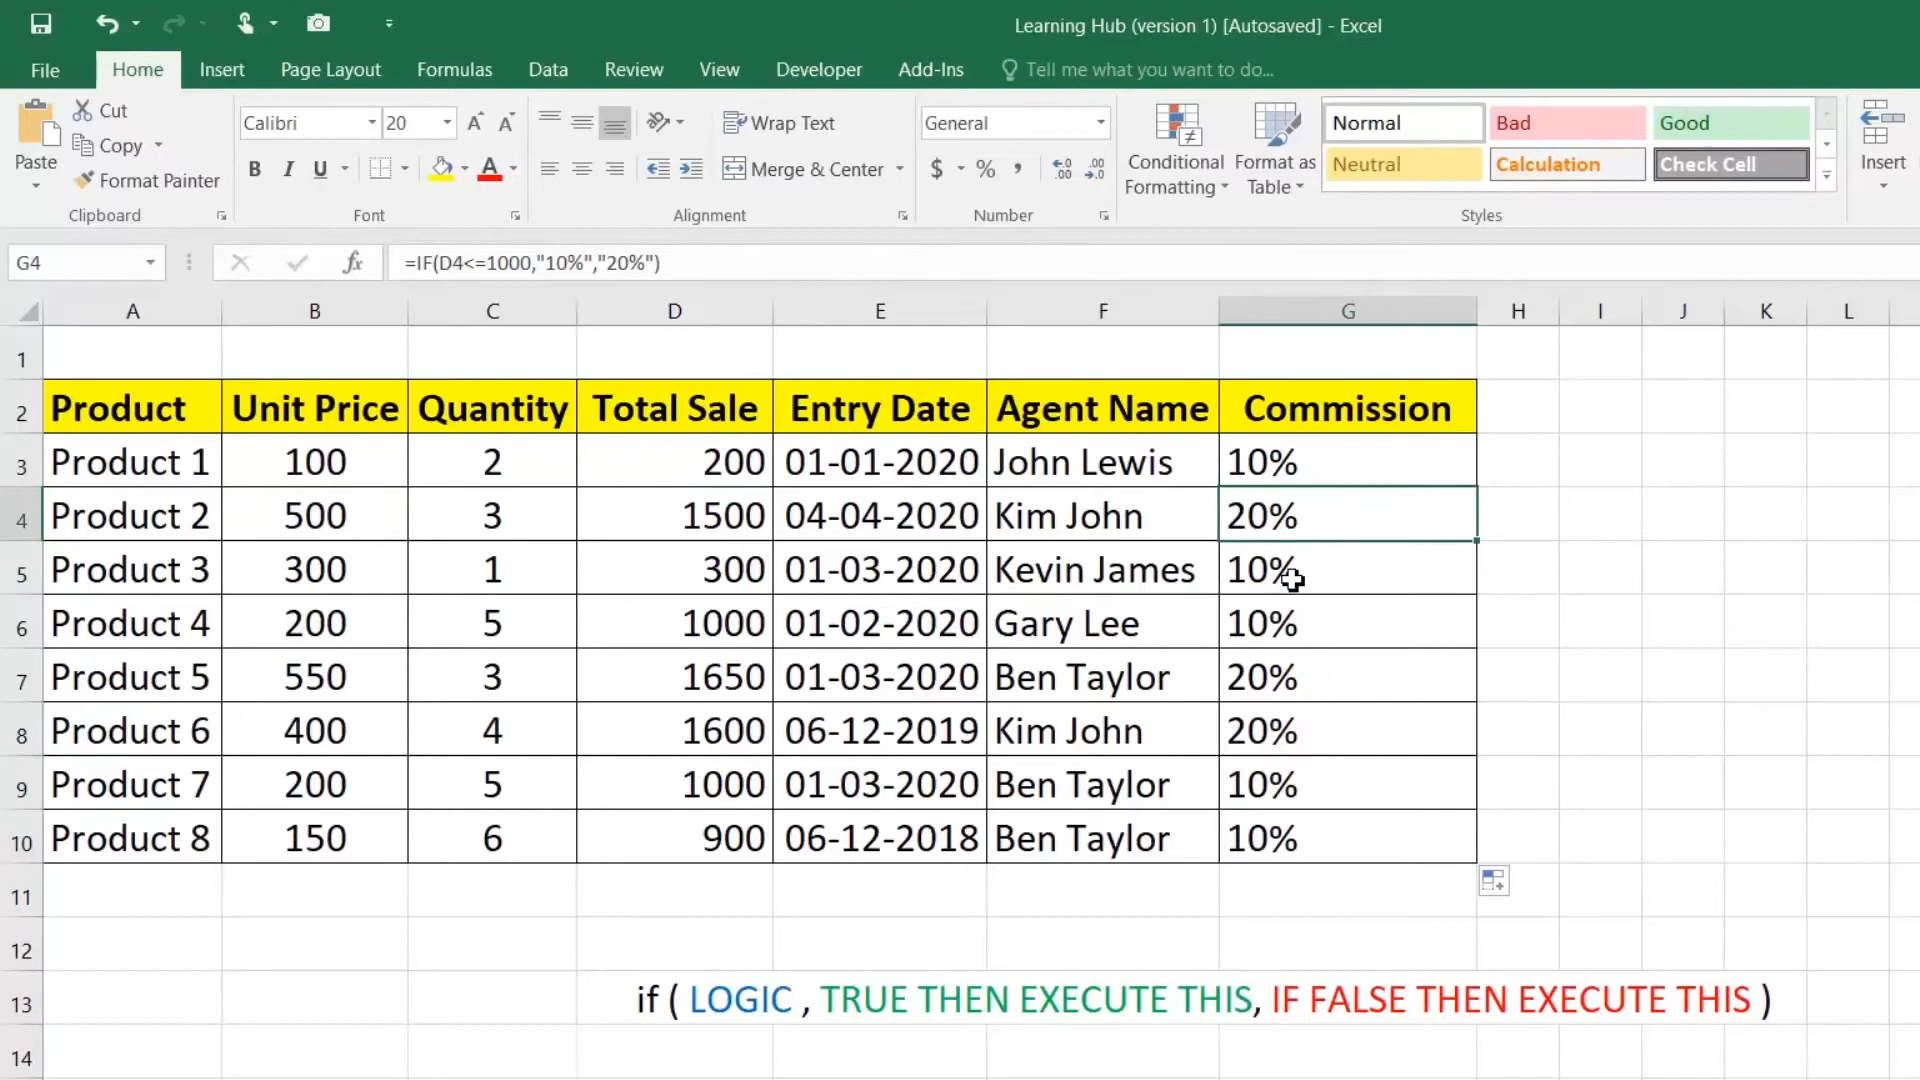 Learning Hub (version 1) [Autosaved] - Excel
File Home Insert Page Layout Formulas Data Review View Developer Add-Ins Tell me what you want to do...
Paste Cut Copy Format Painter Clipboard
Calibri 20 A A B I U A Font
Wrap Text Merge & Center Alignment
General $ % , .00 .0 Number
Conditional Formatting Format as Table Normal Bad Good Neutral Calculation Check Cell Styles
Insert
G4 fx =IF(D4<=1000,"10%","20%")
A B C D E F G H I J K L
1
2 Product Unit Price Quantity Total Sale Entry Date Agent Name Commission
3 Product 1 100 2 200 01-01-2020 John Lewis 10%
4 Product 2 500 3 1500 04-04-2020 Kim John 20%
5 Product 3 300 1 300 01-03-2020 Kevin James 10%
6 Product 4 200 5 1000 01-02-2020 Gary Lee 10%
7 Product 5 550 3 1650 01-03-2020 Ben Taylor 20%
8 Product 6 400 4 1600 06-12-2019 Kim John 20%
9 Product 7 200 5 1000 01-03-2020 Ben Taylor 10%
10 Product 8 150 6 900 06-12-2018 Ben Taylor 10%
11
12
13 if ( LOGIC , TRUE THEN EXECUTE THIS, IF FALSE THEN EXECUTE THIS )
14